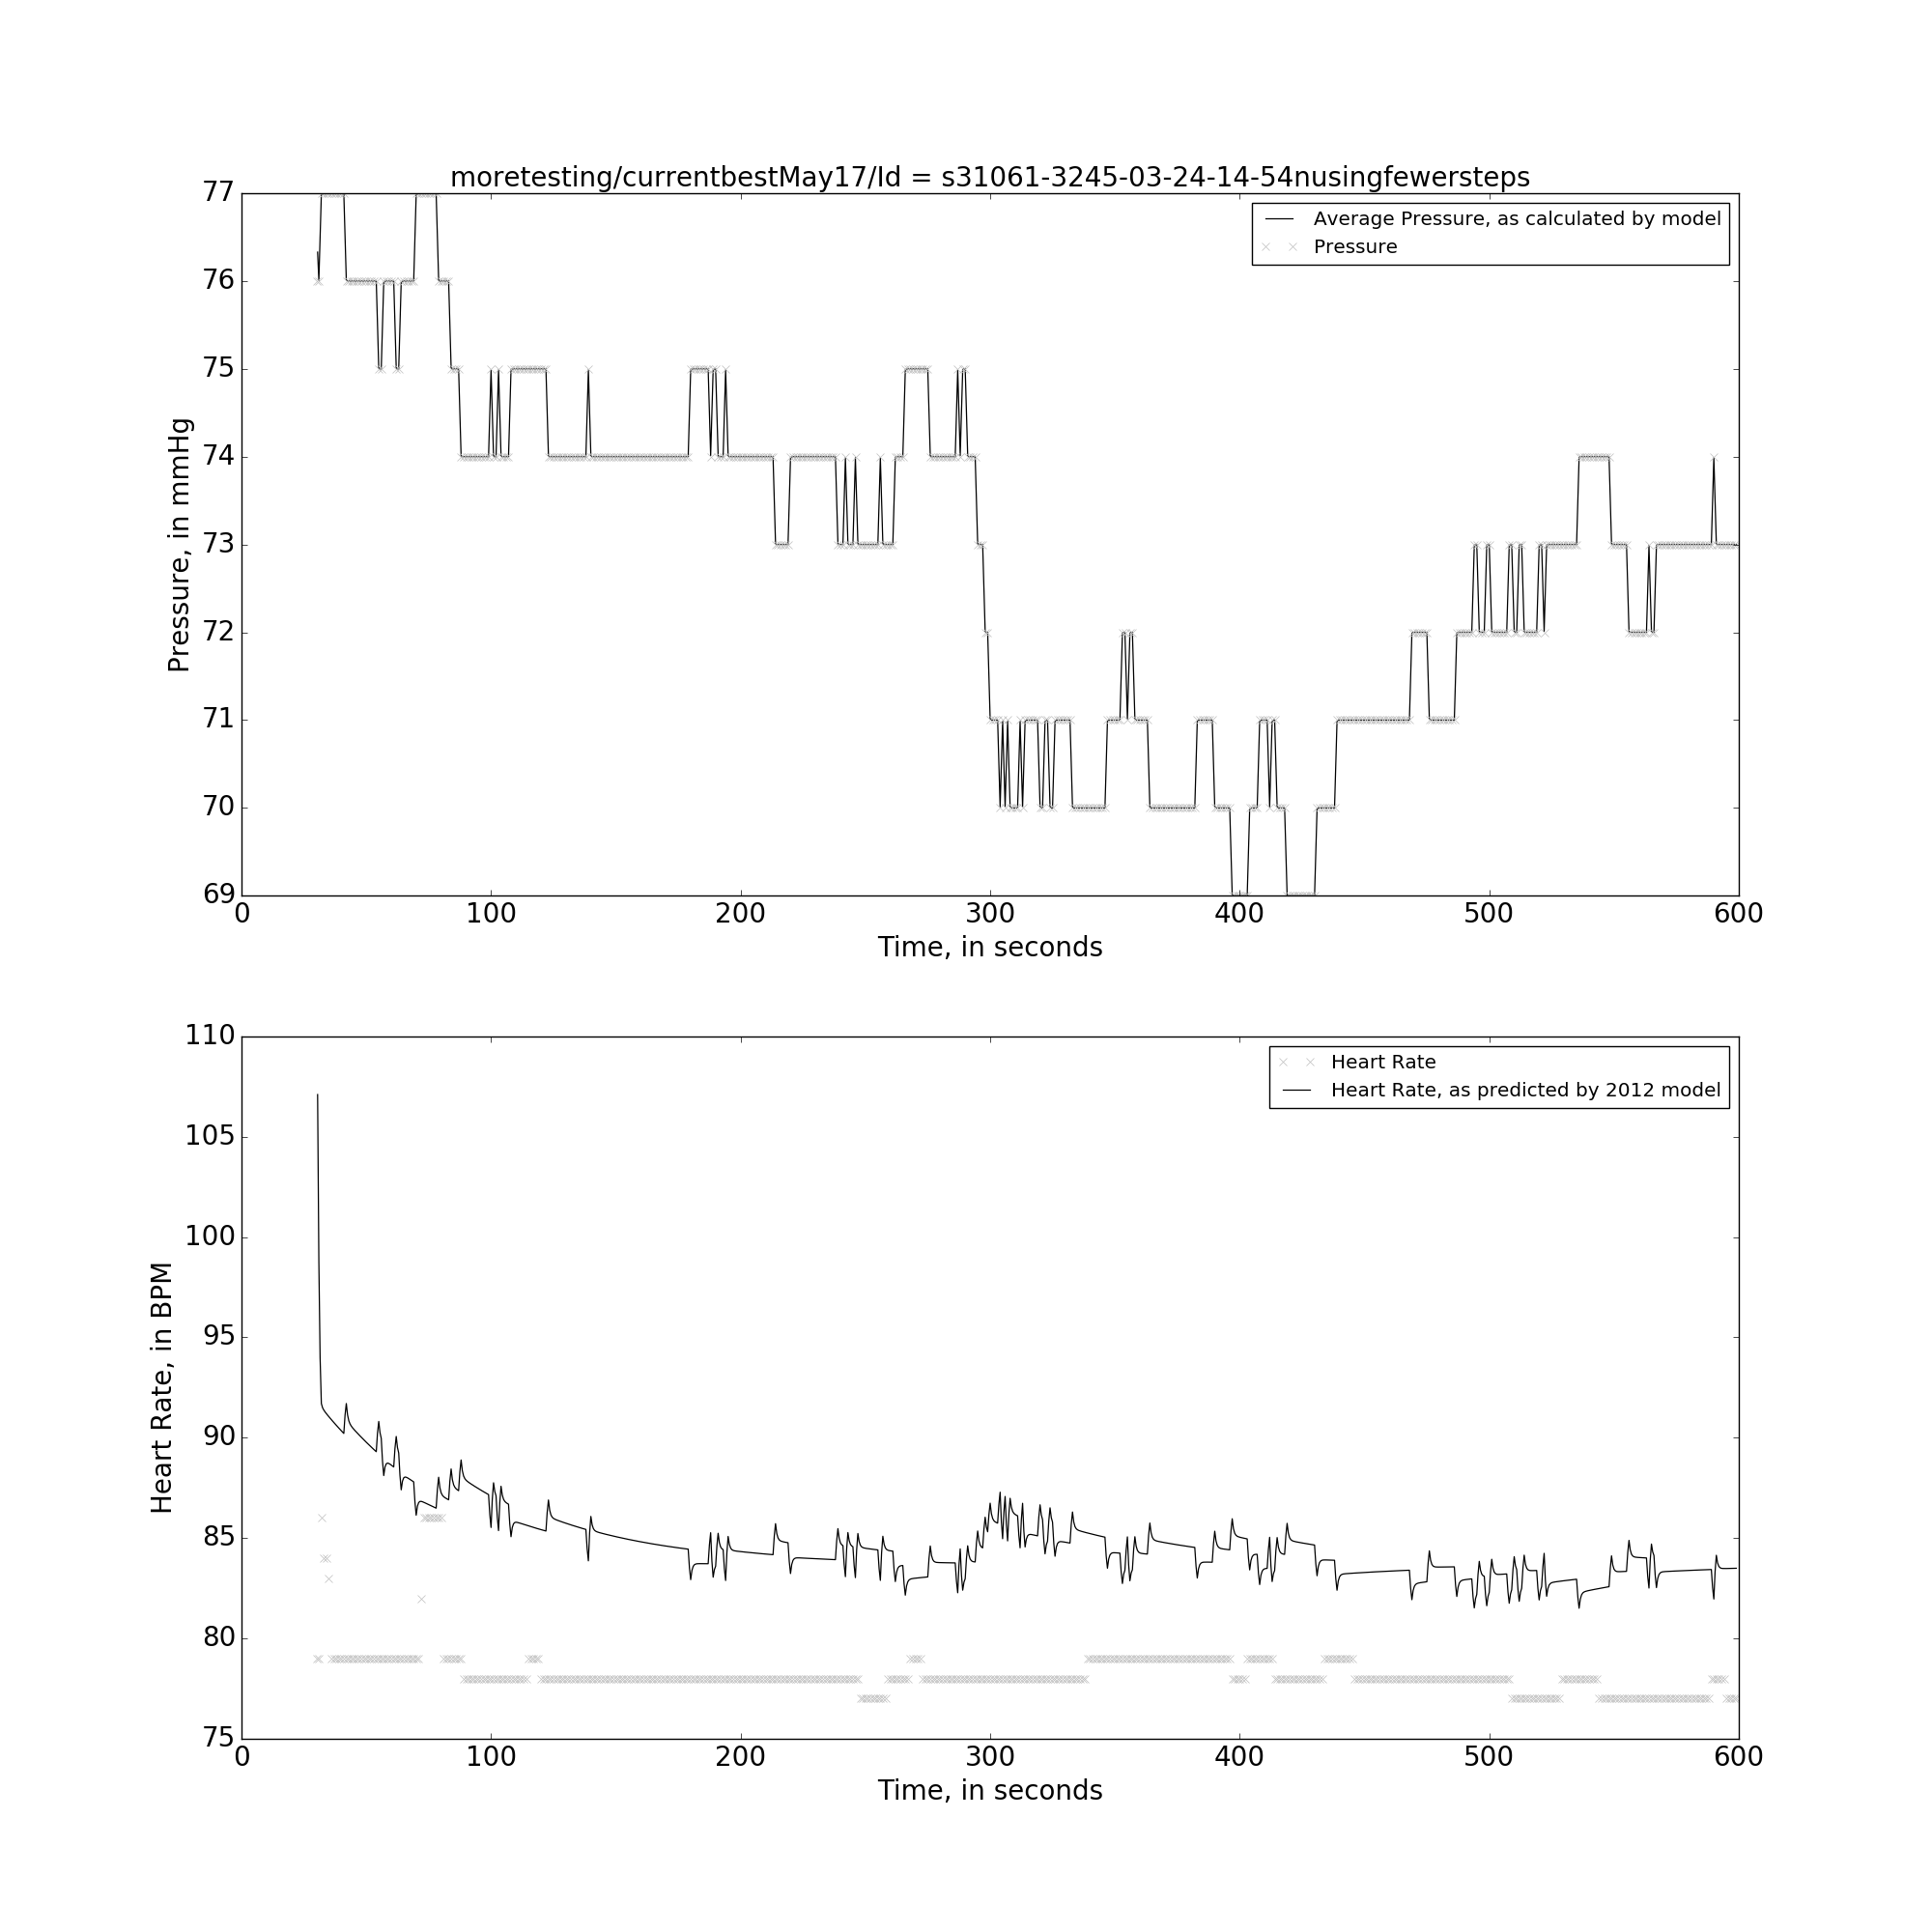 moretesting/currentbestMay17/Id = s31061-3245-03-24-14-54nusingfewersteps
77
76
75
74
73
72
71
70
69
Pressure, in mmHg
Average Pressure, as calculated by model
Pressure
0 100 200 300 400 500 600
Time, in seconds
110
105
100
95
90
85
80
75
Heart Rate, in BPM
Heart Rate
Heart Rate, as predicted by 2012 model
0 100 200 300 400 500 600
Time, in seconds